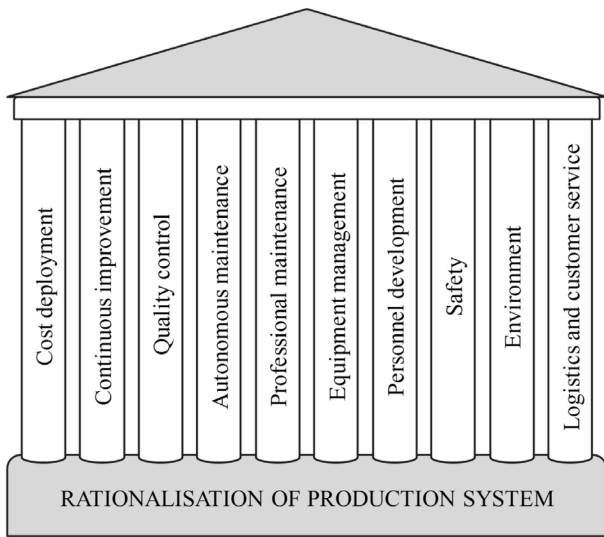 Cost deployment
Continuous improvement
Quality control
Autonomous maintenance
Professional maintenance
Equipment management
Personnel development
Safety
Environment
Logistics and customer service
RATIONALISATION OF PRODUCTION SYSTEM